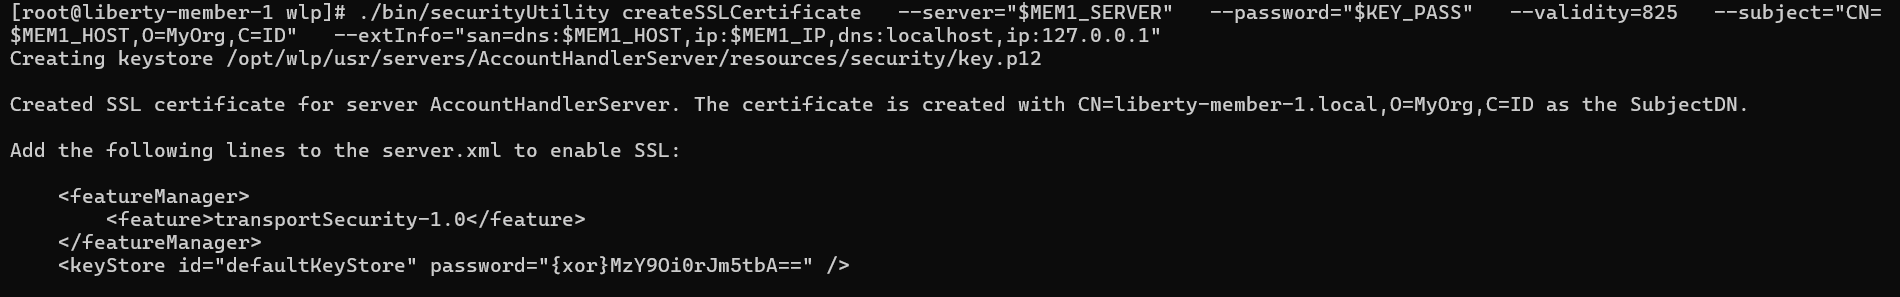 [root@liberty-member-1 wlp]# ./bin/securityUtility createSSLCertificate   --server="$MEM1_SERVER"   --password="$KEY_PASS"   --validity=825   --subject="CN=
$MEM1_HOST,O=MyOrg,C=ID"   --extInfo="san=dns:$MEM1_HOST,ip:$MEM1_IP,dns:localhost,ip:127.0.0.1"
Creating keystore /opt/wlp/usr/servers/AccountHandlerServer/resources/security/key.p12

Created SSL certificate for server AccountHandlerServer. The certificate is created with CN=liberty-member-1.local,O=MyOrg,C=ID as the SubjectDN.

Add the following lines to the server.xml to enable SSL:

    <featureManager>
        <feature>transportSecurity-1.0</feature>
    </featureManager>
    <keyStore id="defaultKeyStore" password="{xor}MzY9Oi0rJm5tbA==" />